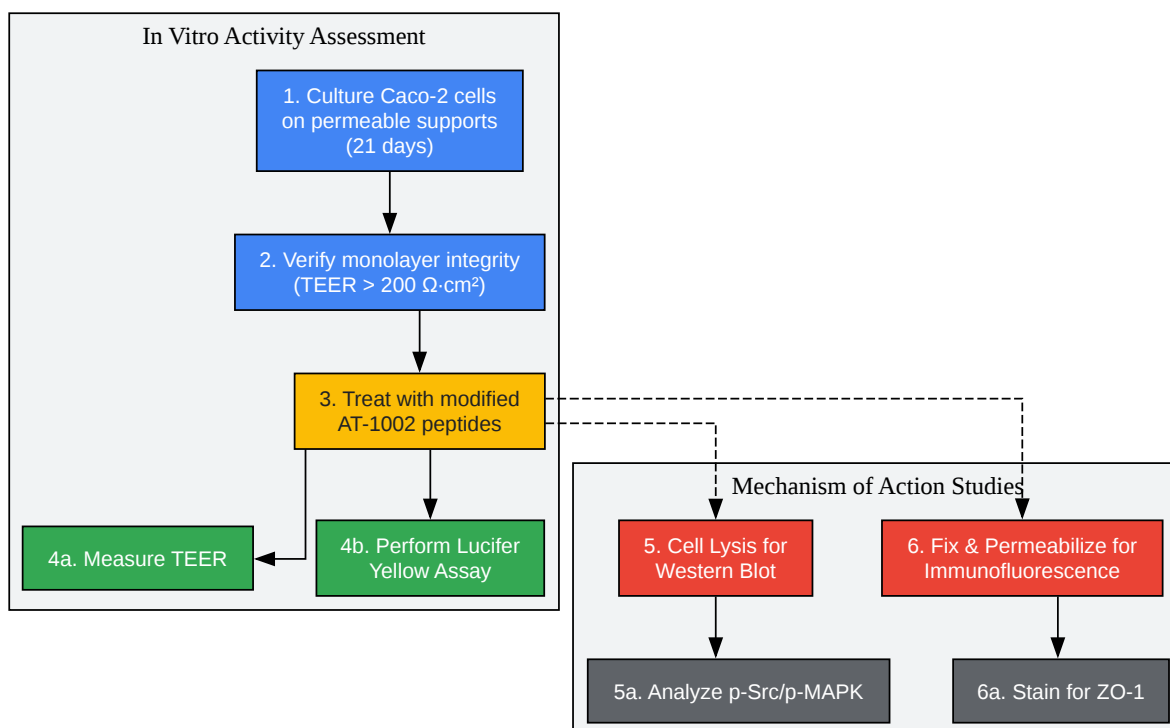 In Vitro Activity Assessment
1. Culture Caco-2 cells
on permeable supports
(21 days)
2. Verify monolayer integrity
(TEER > 200 Ω·cm²)
3. Treat with modified
AT-1002 peptides
4a. Measure TEER
4b. Perform Lucifer
Yellow Assay
Mechanism of Action Studies
5. Cell Lysis for
Western Blot
6. Fix & Permeabilize for
Immunofluorescence
5a. Analyze p-Src/p-MAPK
6a. Stain for ZO-1